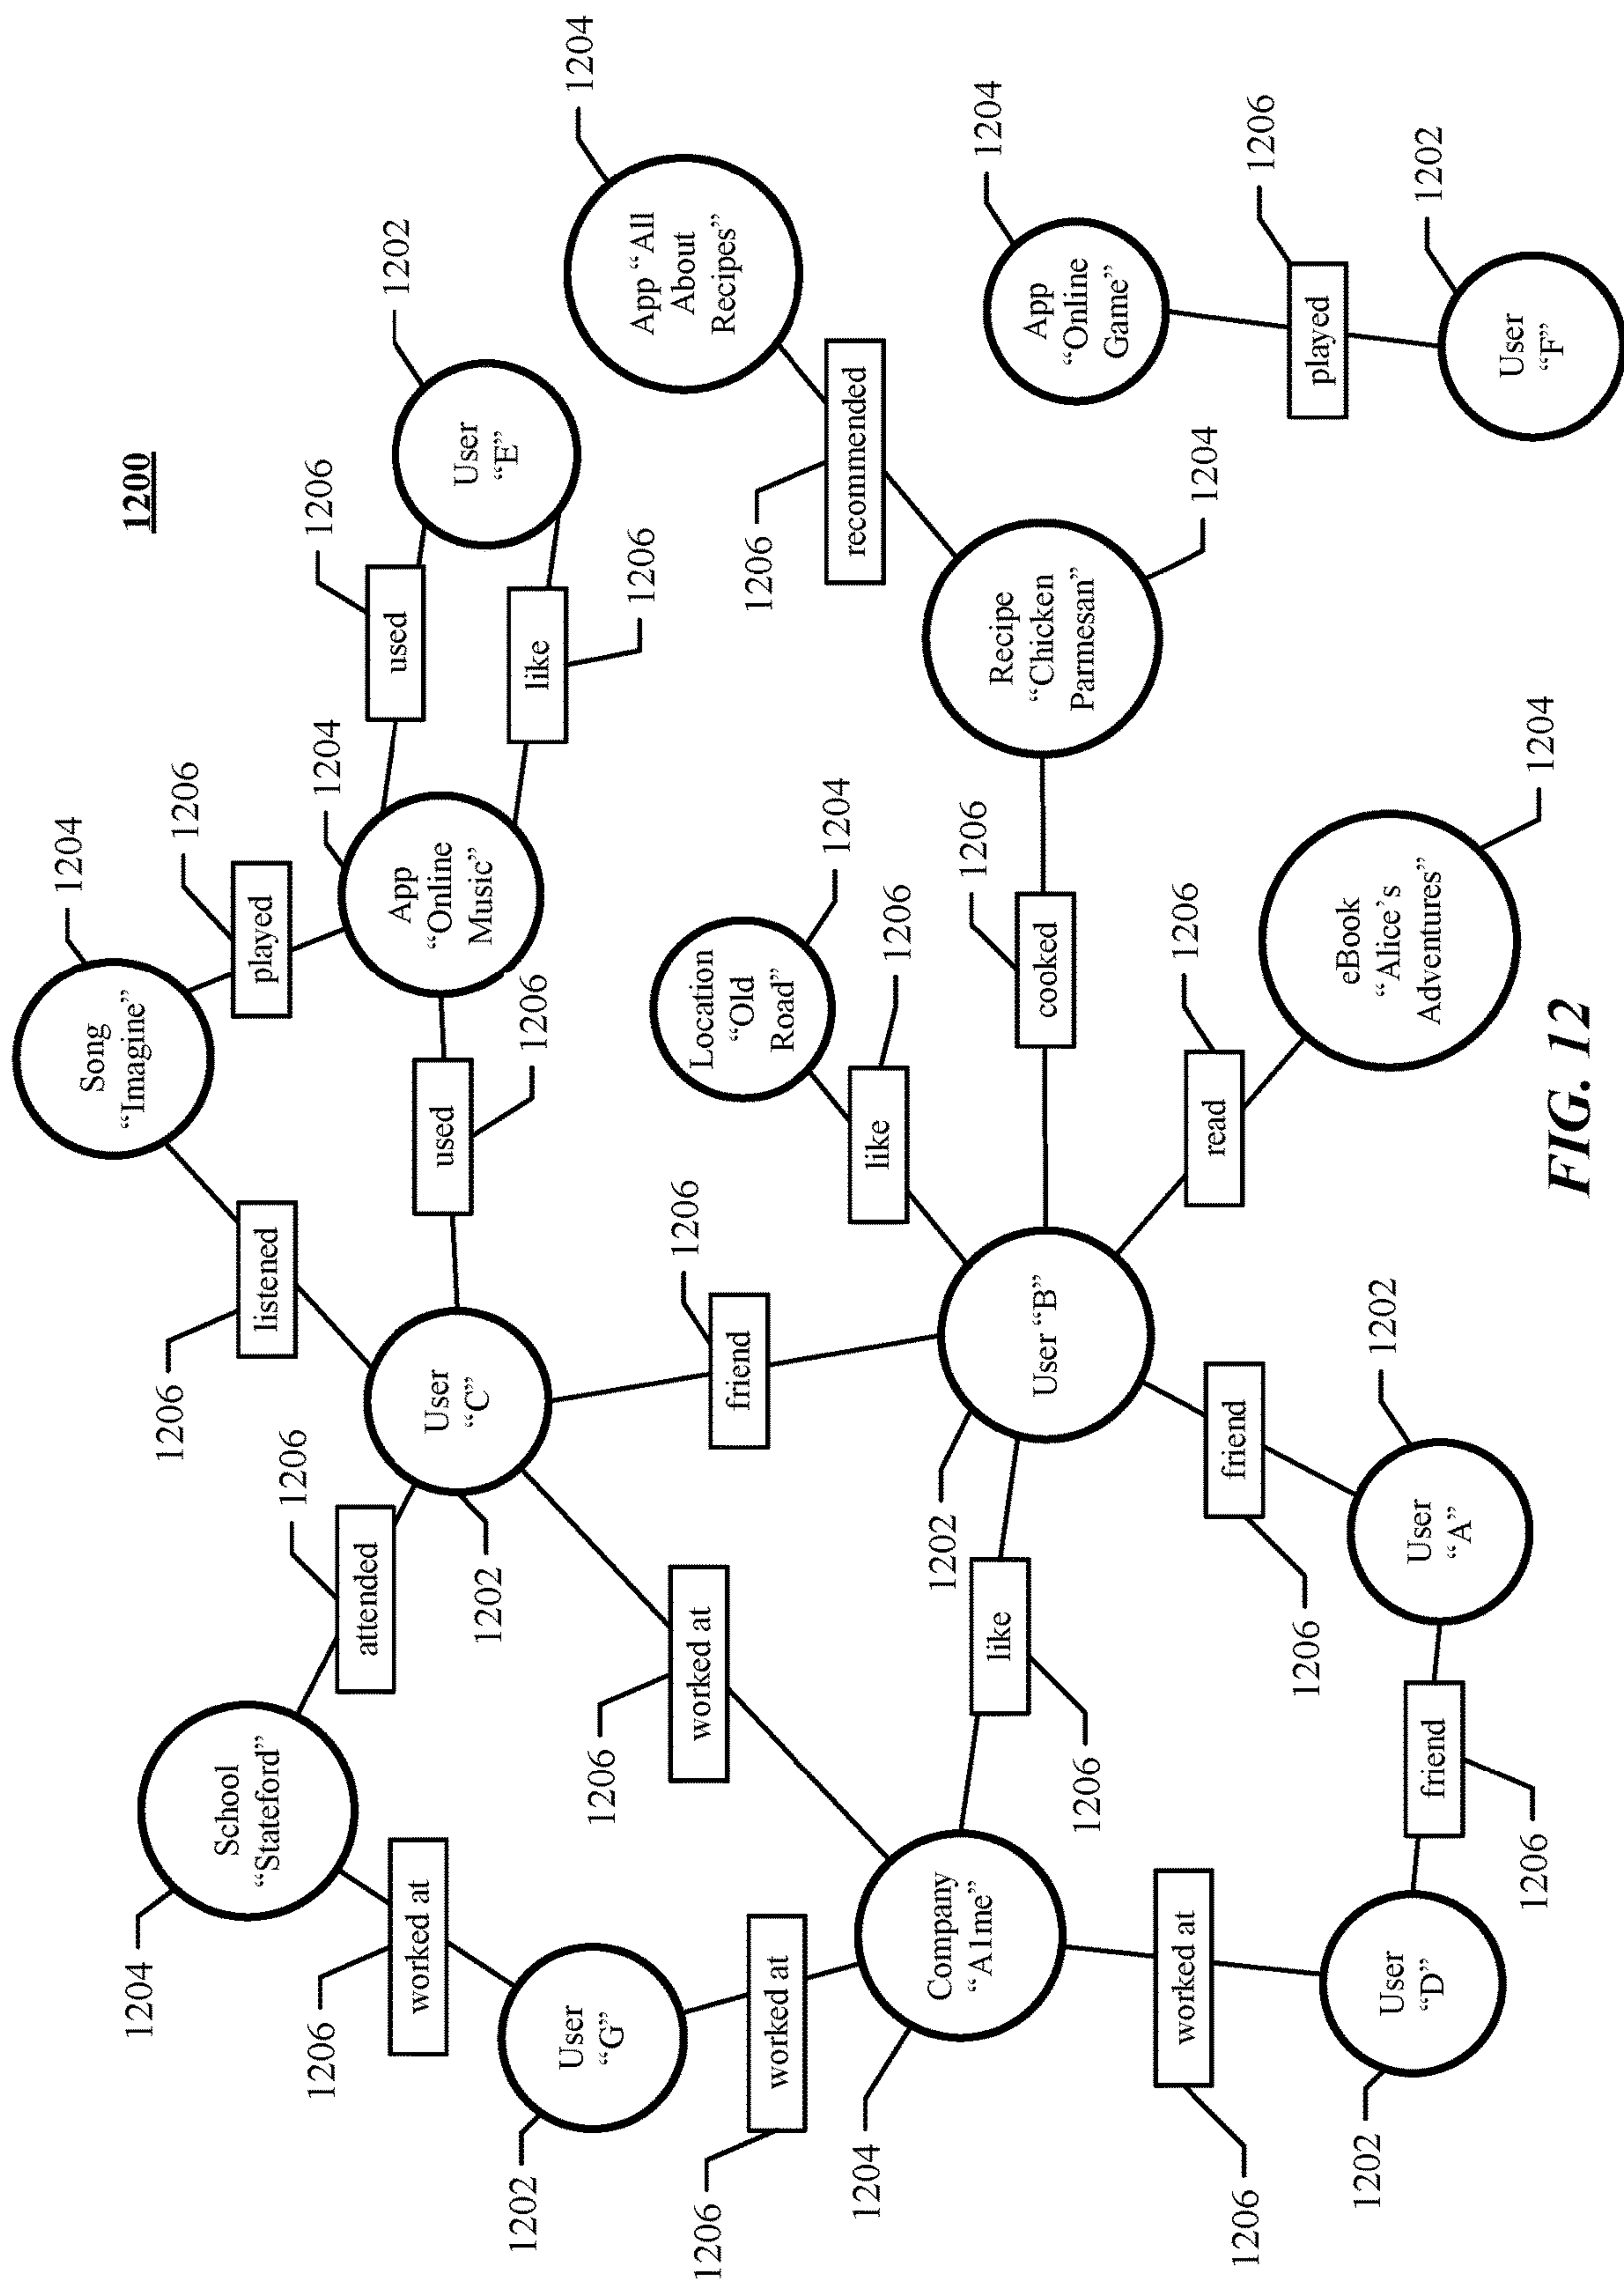 1200
1204
Song
“Imagine”
1206
played
1206
listened
1204
School
“Stateford”
1206
attended
1206
used
1202
1204
App
“Online
Music”
User
“E”
1206
worked at
User
“C”
1206
used
1206
like
1206
1202
1202
User
“G”
1206
worked at
1206
friend
1206
1204
App “All
About
Recipes”
1204
1206
worked at
Location
“Old
Road”
1204
1206
recommended
1206
like
1206
1204
Company
“A1me”
1202
like
1206
User “B”
1206
cooked
Recipe
“Chicken
Parmesan”
1204
1204
App
“Online
Game”
worked at
1206
friend
1206
1206
read
1206
played
1206
1202
User
“D”
1202
User
“A”
1202
eBook
“Alice’s
Adventures”
1204
friend
1206
User
“F”
1202
FIG. 12